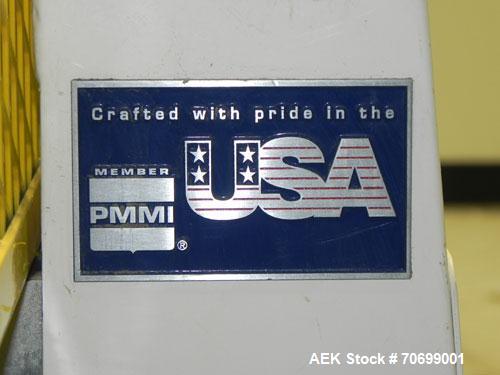 Crafted with pride in the
USA
MEMBER
PMMI
®
AEK Stock # 70699001